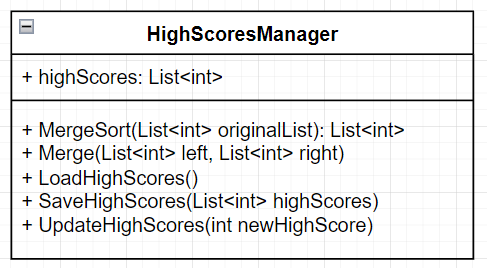 HighScoresManager
+ highScores: List<int>
+ MergeSort(List<int> originalList): List<int>
+ Merge(List<int> left, List<int> right)
+ LoadHighScores()
+ SaveHighScores(List<int> highScores)
+ UpdateHighScores(int newHighScore)